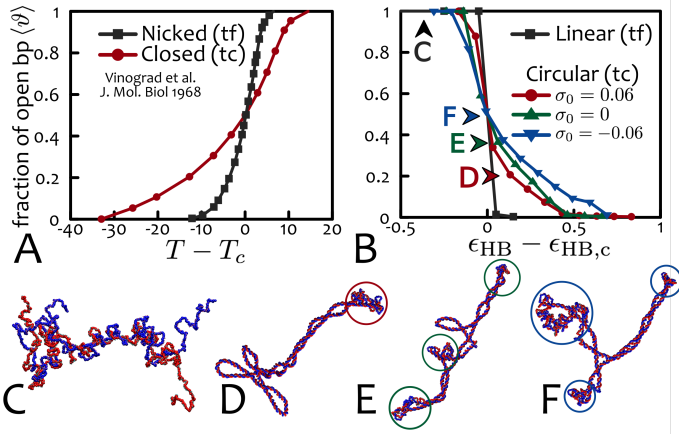 fraction of open bp ⟨ϑ⟩
1
0.8
0.6
0.4
0.2
0
Nicked (tf)
Closed (tc)
Vinograd et al.
J. Mol. Biol 1968
-40 -30 -20 -10 0 10 20
T − T_c
A
1
0.8
0.6
0.4
0.2
0
C
Linear (tf)
Circular (tc)
σ₀ = 0.06
σ₀ = 0
σ₀ = −0.06
F
E
D
-0.5 0 0.5 1
ϵ_HB − ϵ_HB,c
B
C
D
E
F